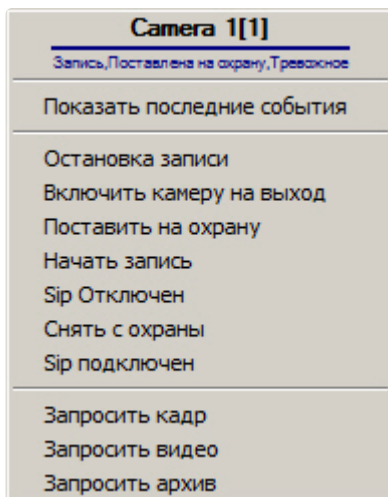 Camera 1[1]
Запись,Поставлена на охрану,Тревожное
Показать последние события
Остановка записи
Включить камеру на выход
Поставить на охрану
Начать запись
Sip Отключен
Снять с охраны
Sip подключен
Запросить кадр
Запросить видео
Запросить архив